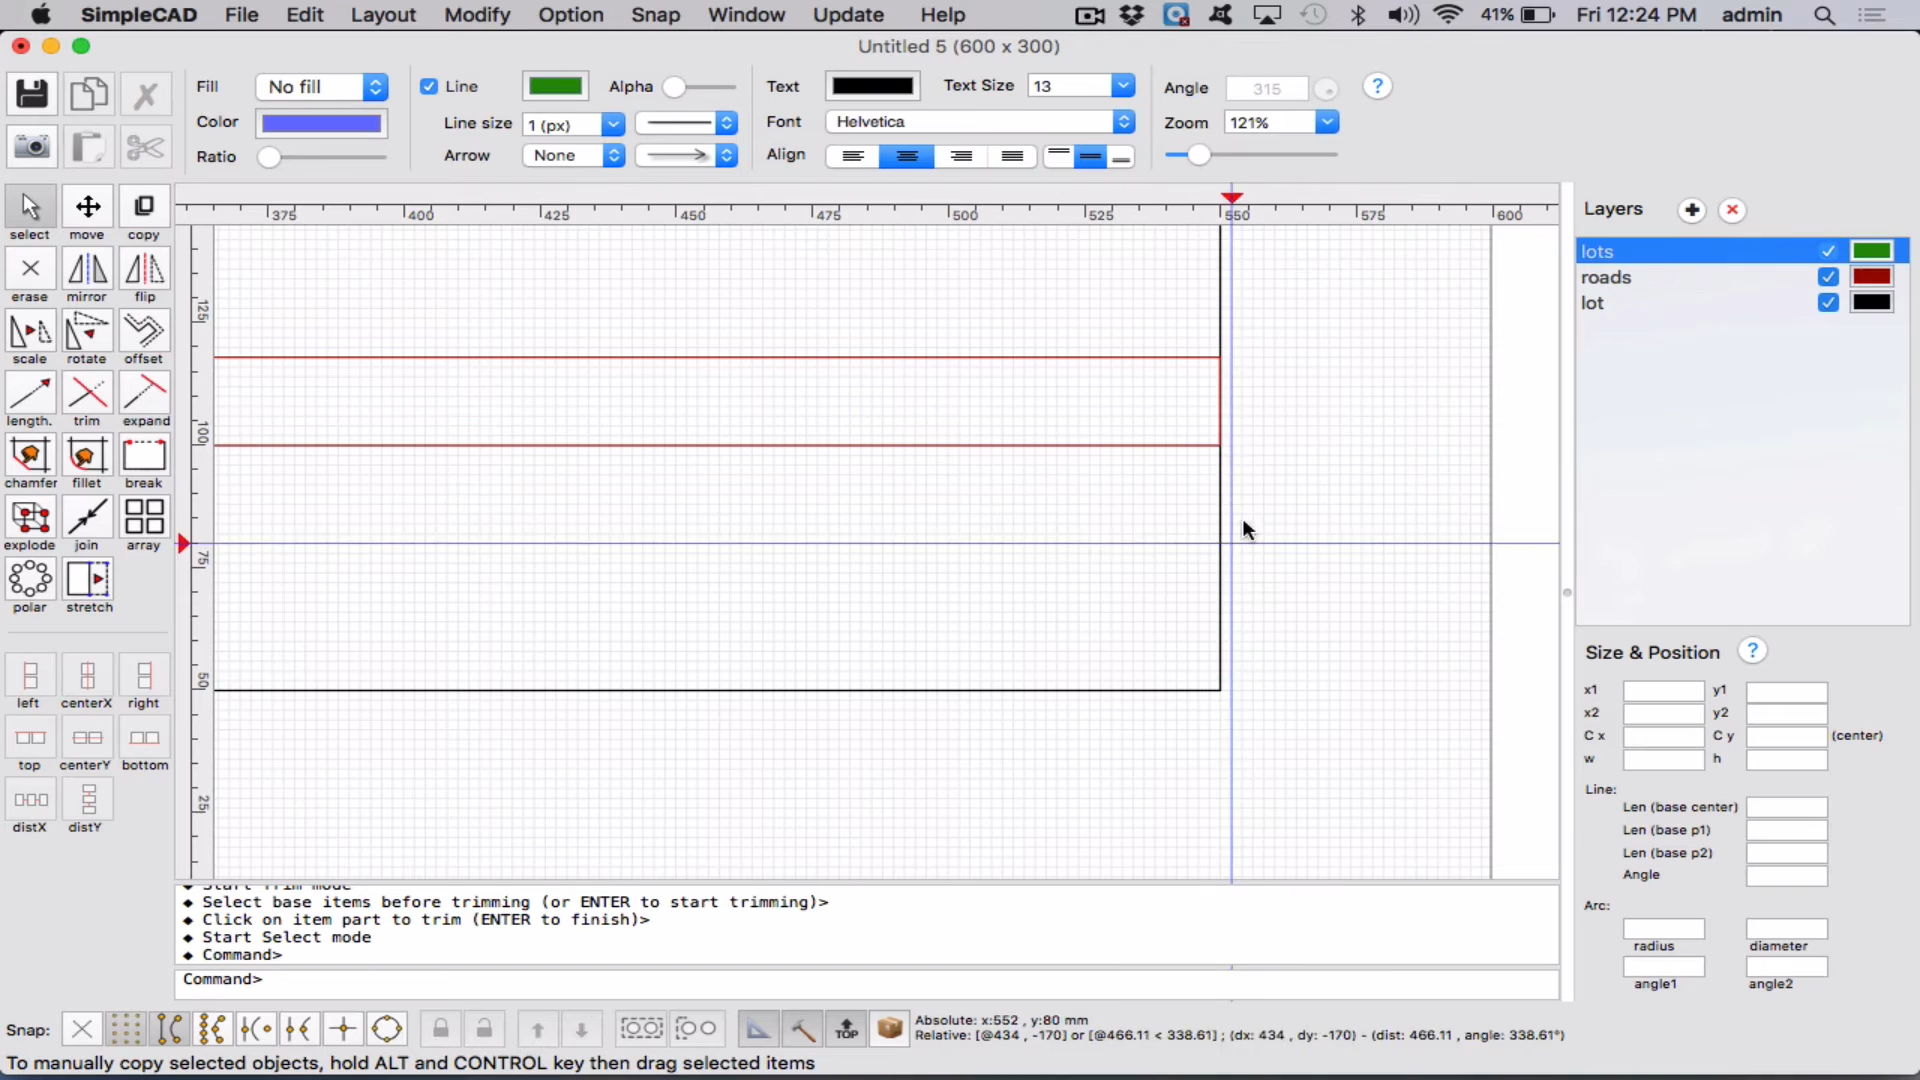 SimpleCAD File Edit Layout Modify Option Snap Window Update Help 41% Fri 12:24 PM admin
Untitled 5 (600 x 300)
Fill No fill Line Alpha Text Text Size 13 Angle 315 ?
Color Line size 1 (px) Font Helvetica Zoom 121%
Ratio Arrow None Align
select move copy
erase mirror flip
scale rotate offset
length. trim expand
chamfer fillet break
explode join array
polar stretch
left centerX right
top centerY bottom
distX distY
375 400 425 450 475 500 525 550 575 600
125
100
75
50
25
Layers
lots
roads
lot
Size & Position ?
x1 y1
x2 y2
C x C y (center)
w h
Line:
Len (base center)
Len (base p1)
Len (base p2)
Angle
Arc:
radius diameter
angle1 angle2
Start Trim mode
Select base items before trimming (or ENTER to start trimming)>
Click on item part to trim (ENTER to finish)>
Start Select mode
Command>
Command>
Snap: TOP
Absolute: x:552 , y:80 mm
Relative: [@434 , -170] or [@466.11 < 338.61] ; (dx: 434 , dy: -170) - (dist: 466.11 , angle: 338.61°)
To manually copy selected objects, hold ALT and CONTROL key then drag selected items